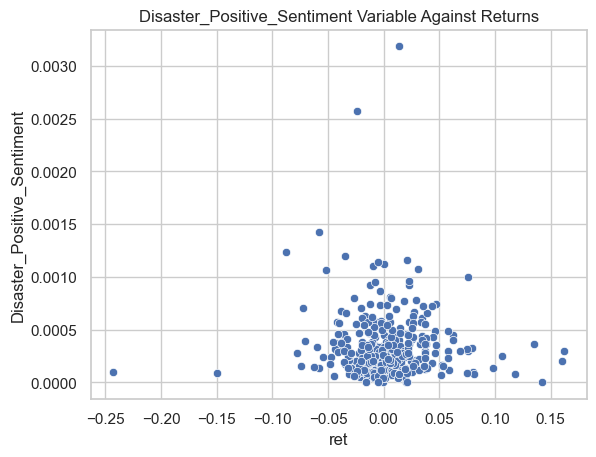 Disaster_Positive_Sentiment Variable Against Returns
Disaster_Positive_Sentiment
0.0030
0.0025
0.0020
0.0015
0.0010
0.0005
0.0000
−0.25 −0.20 −0.15 −0.10 −0.05 0.00 0.05 0.10 0.15
ret